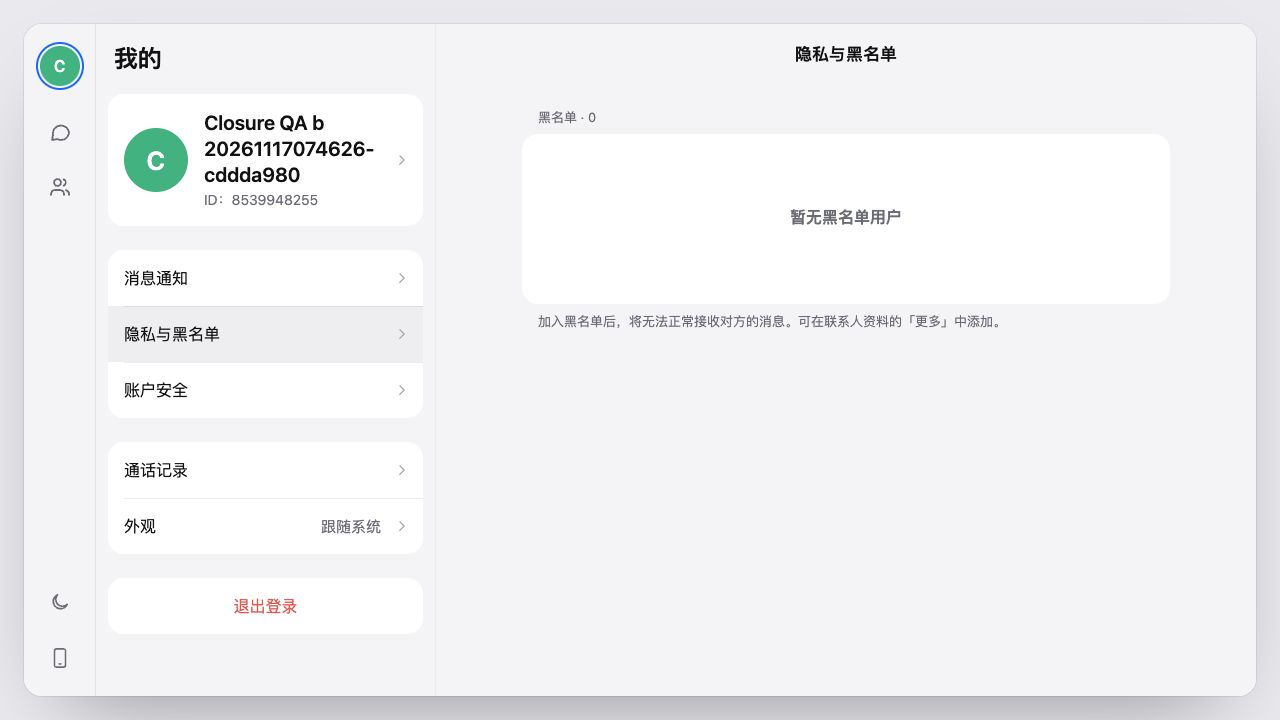 C
我的
C
Closure QA b
20261117074626-
cddda980
ID：8539948255
消息通知
隐私与黑名单
账户安全
通话记录
外观
跟随系统
退出登录
隐私与黑名单
黑名单 · 0
暂无黑名单用户
加入黑名单后，将无法正常接收对方的消息。可在联系人资料的「更多」中添加。